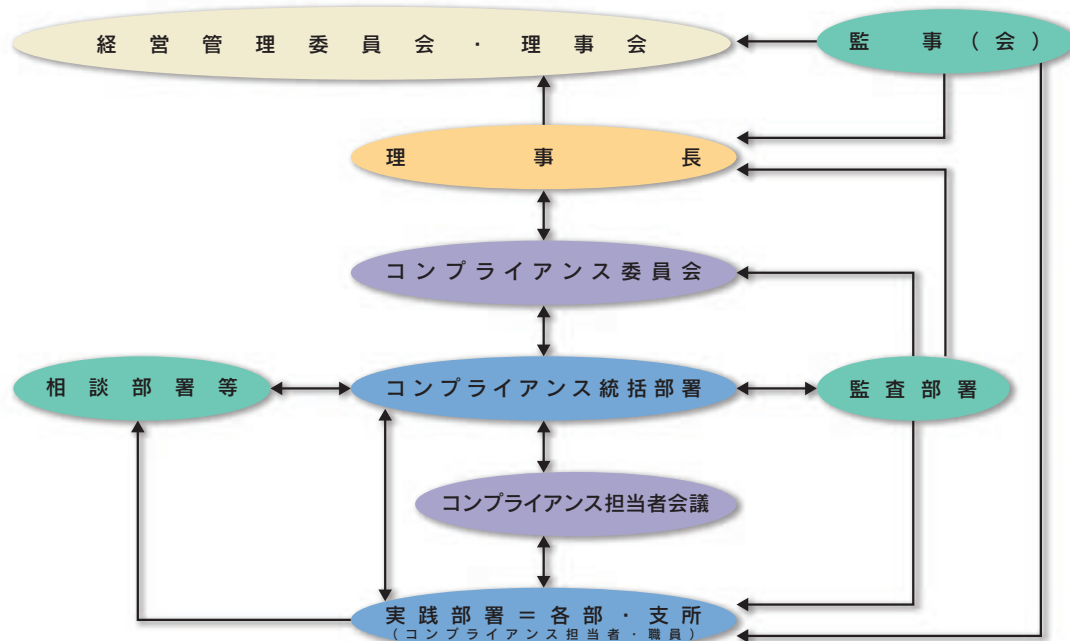 経営管理委員会・理事会
監事（会）
理事長
コンプライアンス委員会
相談部署等
コンプライアンス統括部署
監査部署
コンプライアンス担当者会議
実践部署＝各部・支所
（コンプライアンス担当者・職員）